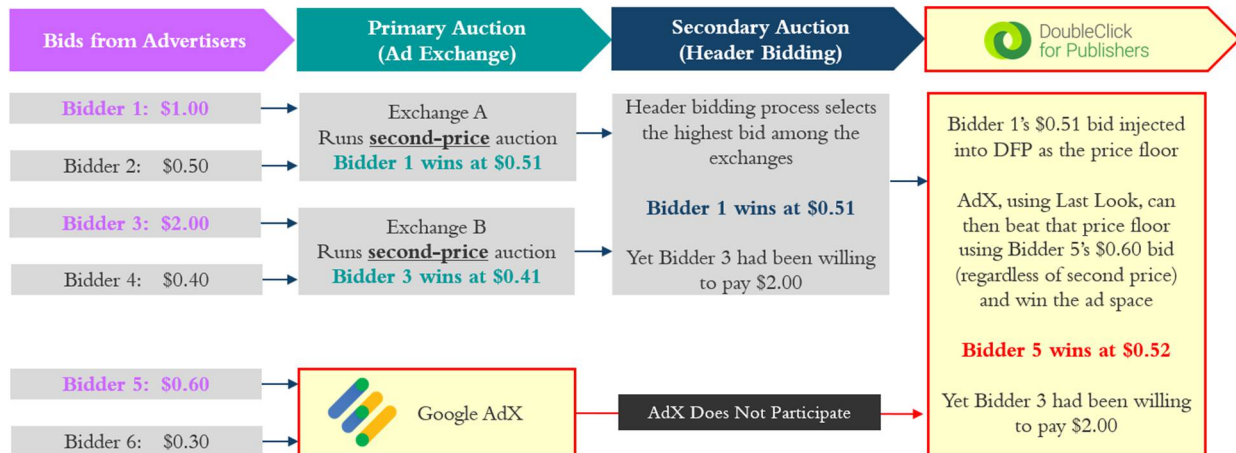 Bids from Advertisers
Primary Auction
(Ad Exchange)
Secondary Auction
(Header Bidding)
DoubleClick
for Publishers
Bidder 1: $1.00
Bidder 2: $0.50
Exchange A
Runs second-price auction
Bidder 1 wins at $0.51
Bidder 3: $2.00
Bidder 4: $0.40
Exchange B
Runs second-price auction
Bidder 3 wins at $0.41
Header bidding process selects
the highest bid among the
exchanges
Bidder 1 wins at $0.51
Yet Bidder 3 had been willing
to pay $2.00
Bidder 5: $0.60
Bidder 6: $0.30
Google AdX
AdX Does Not Participate
Bidder 1's $0.51 bid injected
into DFP as the price floor
AdX, using Last Look, can
then beat that price floor
using Bidder 5's $0.60 bid
(regardless of second price)
and win the ad space
Bidder 5 wins at $0.52
Yet Bidder 3 had been willing
to pay $2.00